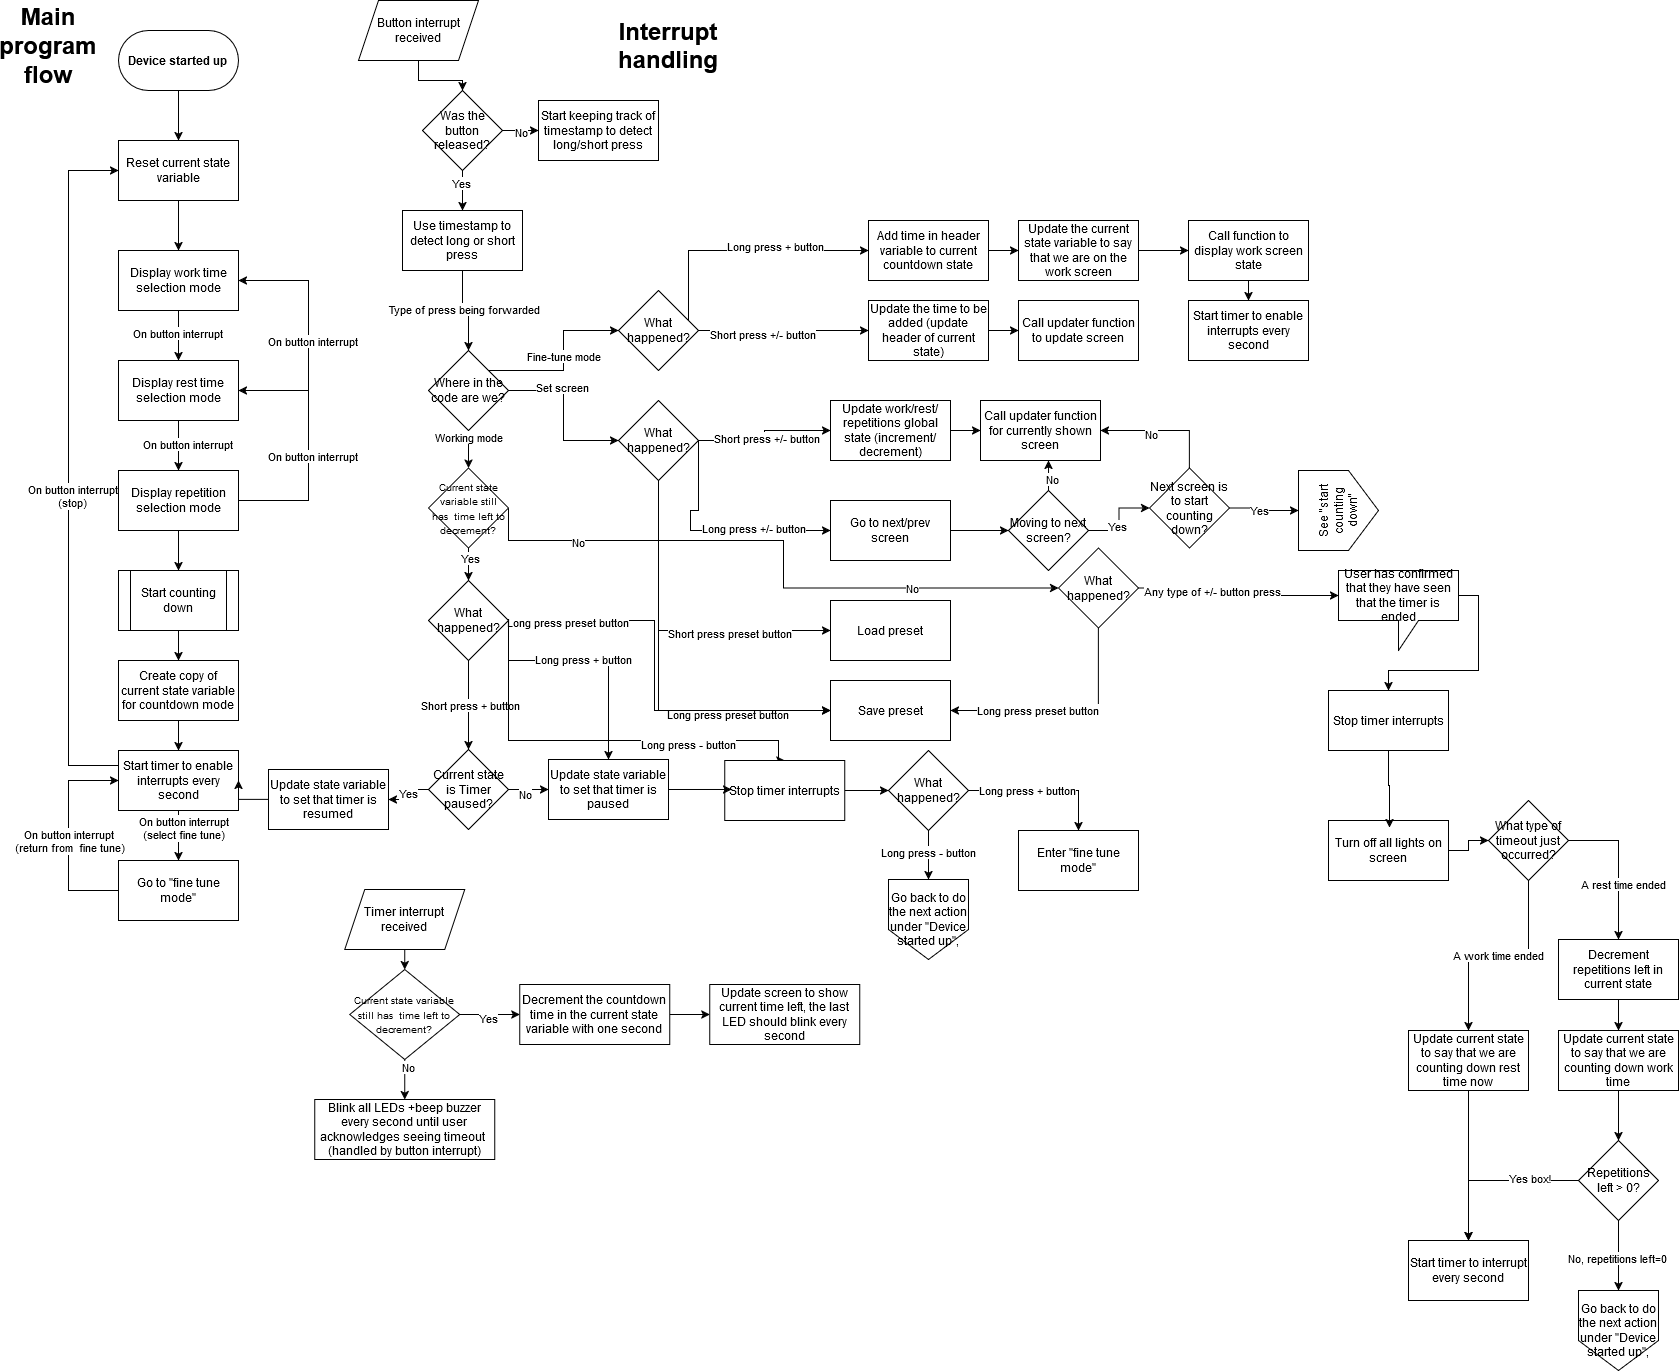 Main
program
flow
Device started up
Reset current state
variable
Display work time
selection mode
On button interrupt
On button interrupt
Display rest time
selection mode
On button interrupt
On button interrupt
Display repetition
selection mode
On button interrupt
(stop)
Start counting
down
Create copy of
current state variable
for countdown mode
Start timer to enable
interrupts every
second
On button interrupt
(select fine tune)
On button interrupt
(return from  fine tune)
Go to "fine tune
mode"
Interrupt
handling
Button interrupt
received
Was the
button
released?
No
Start keeping track of
timestamp to detect
long/short press
Yes
Use timestamp to
detect long or short
press
Type of press being forwarded
Where in the
code are we?
Fine-tune mode
What
happened?
Long press + button
Add time in header
variable to current
countdown state
Update the current
state variable to say
that we are on the
work screen
Call function to
display work screen
state
Start timer to enable
interrupts every
second
Short press +/- button
Update the time to be
added (update
header of current
state)
Call updater function
to update screen
Set screen
What
happened?
Short press +/- button
Update work/rest/
repetitions global
state (increment/
decrement)
Call updater function
for currently shown
screen
No
No
Long press +/- button
Go to next/prev
screen
Moving to next
screen?
Yes
Next screen is
to start
counting
down?
Yes
See "start
counting
down"
Working mode
Current state
variable still
has  time left to
decrement?
No
No
What
happened?
Any type of +/- button press
User has confirmed
that they have seen
that the timer is
ended
Yes
What
happened?
Long press preset button
Short press preset button
Load preset
Long press + button
Long press preset button
Save preset
Long press preset button
Short press + button
Long press - button
Current state
is Timer
paused?
Yes
Update state variable
to set that timer is
resumed
No
Update state variable
to set that timer is
paused
Stop timer interrupts
What
happened?
Long press + button
Enter "fine tune
mode"
Long press - button
Go back to do
the next action
under "Device
started up",
Stop timer interrupts
Turn off all lights on
screen
What type of
timeout just
occurred?
A rest time ended
A work time ended
Decrement
repetitions left in
current state
Update current state
to say that we are
counting down rest
time now
Update current state
to say that we are
counting down work
time
Repetitions
left > 0?
Yes box!
Start timer to interrupt
every second
No, repetitions left=0
Go back to do
the next action
under "Device
started up",
Timer interrupt
received
Current state variable
still has  time left to
decrement?
Yes
Decrement the countdown
time in the current state
variable with one second
Update screen to show
current time left, the last
LED should blink every
second
No
Blink all LEDs +beep buzzer
every second until user
acknowledges seeing timeout
(handled by button interrupt)